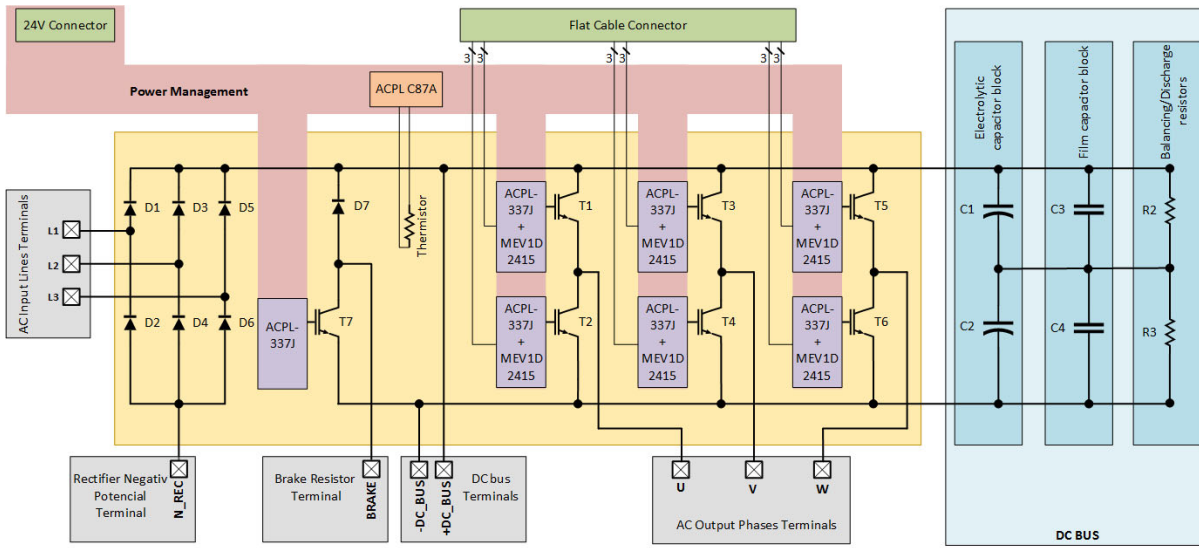 24V Connector
Flat Cable Connector
3
3
3
3
3
3
Power Management
ACPL C87A
Thermistor
AC Input Lines Terminals
L1
L2
L3
D1
D3
D5
D2
D4
D6
D7
ACPL-
337J
T7
ACPL-
337J
+
MEV1D
2415
T1
ACPL-
337J
+
MEV1D
2415
T3
ACPL-
337J
+
MEV1D
2415
T5
ACPL-
337J
+
MEV1D
2415
T2
ACPL-
337J
+
MEV1D
2415
T4
ACPL-
337J
+
MEV1D
2415
T6
Electrolytic
capacitor block
Film capacitor block
Balancing/Discharge
resistors
C1
C3
R2
C2
C4
R3
Rectifier Negativ
Potencial
Terminal
N_REC
Brake Resistor
Terminal
BRAKE
-DC_BUS
+DC_BUS
DC bus
Terminals
U
V
W
AC Output Phases Terminals
DC BUS